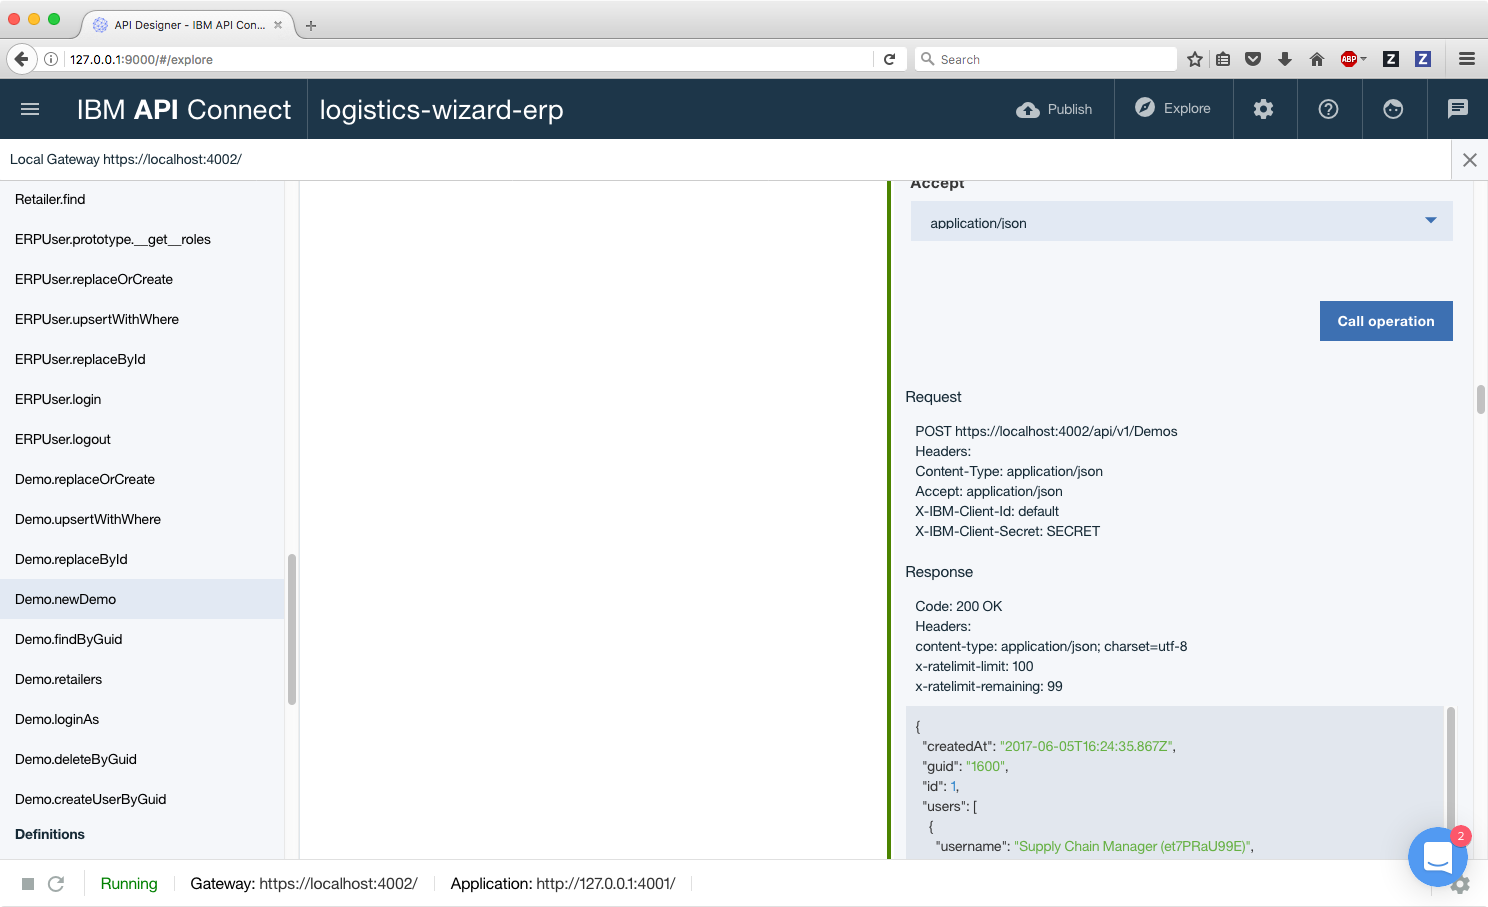 API Designer - IBM API Con...
127.0.0.1:9000/#/explore
Search
ABP
Z
Z
IBM API Connect
logistics-wizard-erp
Publish
Explore
Local Gateway https://localhost:4002/
Retailer.find
ERPUser.prototype.__get__roles
ERPUser.replaceOrCreate
ERPUser.upsertWithWhere
ERPUser.replaceById
ERPUser.login
ERPUser.logout
Demo.replaceOrCreate
Demo.upsertWithWhere
Demo.replaceById
Demo.newDemo
Demo.findByGuid
Demo.retailers
Demo.loginAs
Demo.deleteByGuid
Demo.createUserByGuid
Definitions
Accept
application/json
Call operation
Request
POST https://localhost:4002/api/v1/Demos
Headers:
Content-Type: application/json
Accept: application/json
X-IBM-Client-Id: default
X-IBM-Client-Secret: SECRET
Response
Code: 200 OK
Headers:
content-type: application/json; charset=utf-8
x-ratelimit-limit: 100
x-ratelimit-remaining: 99
{
"createdAt": "2017-06-05T16:24:35.867Z",
"guid": "1600",
"id": 1,
"users": [
{
"username": "Supply Chain Manager (et7PRaU99E)",
2
Running
Gateway: https://localhost:4002/
Application: http://127.0.0.1:4001/